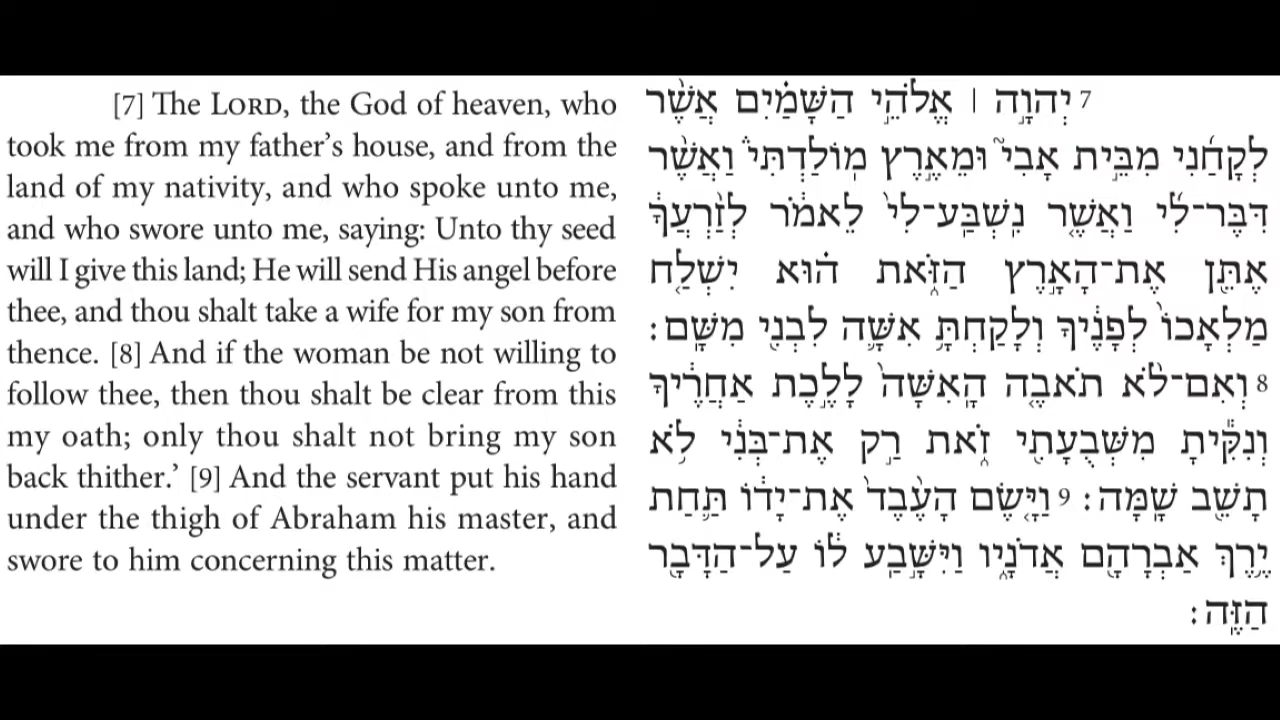 [7] The LORD, the God of heaven, who
took me from my father’s house, and from the
land of my nativity, and who spoke unto me,
and who swore unto me, saying: Unto thy seed
will I give this land; He will send His angel before
thee, and thou shalt take a wife for my son from
thence. [8] And if the woman be not willing to
follow thee, then thou shalt be clear from this
my oath; only thou shalt not bring my son
back thither.’ [9] And the servant put his hand
under the thigh of Abraham his master, and
swore to him concerning this matter.
7 יְהוָ֣ה ׀ אֱלֹהֵ֣י הַשָּׁמַ֗יִם אֲשֶׁ֨ר
לְקָחַ֜נִי מִבֵּ֣ית אָבִי֮ וּמֵאֶ֣רֶץ מֽוֹלַדְתִּי֒ וַאֲשֶׁ֨ר
דִּבֶּר־לִ֜י וַאֲשֶׁ֤ר נִֽשְׁבַּֽע־לִי֙ לֵאמֹ֔ר לְזַ֨רְעֲךָ֔
אֶתֵּ֖ן אֶת־הָאָ֣רֶץ הַזֹּ֑את ה֗וּא יִשְׁלַ֤ח
מַלְאָכוֹ֙ לְפָנֶ֔יךָ וְלָקַחְתָּ֥ אִשָּׁ֛ה לִבְנִ֖י מִשָּֽׁם׃
8 וְאִם־לֹ֨א תֹאבֶ֤ה הָֽאִשָּׁה֙ לָלֶ֣כֶת אַחֲרֶ֔יךָ
וְנִקִּ֕יתָ מִשְּׁבֻעָתִ֖י זֹ֑את רַ֣ק אֶת־בְּנִ֔י לֹ֥א
תָשֵׁ֖ב שָֽׁמָּה׃ 9 וַיָּ֤שֶׂם הָעֶ֙בֶד֙ אֶת־יָד֔וֹ תַּ֛חַת
יֶ֥רֶךְ אַבְרָהָ֖ם אֲדֹנָ֑יו וַיִּשָּׁ֣בַֽע ל֔וֹ עַל־הַדָּבָ֖ר
הַזֶּֽה׃